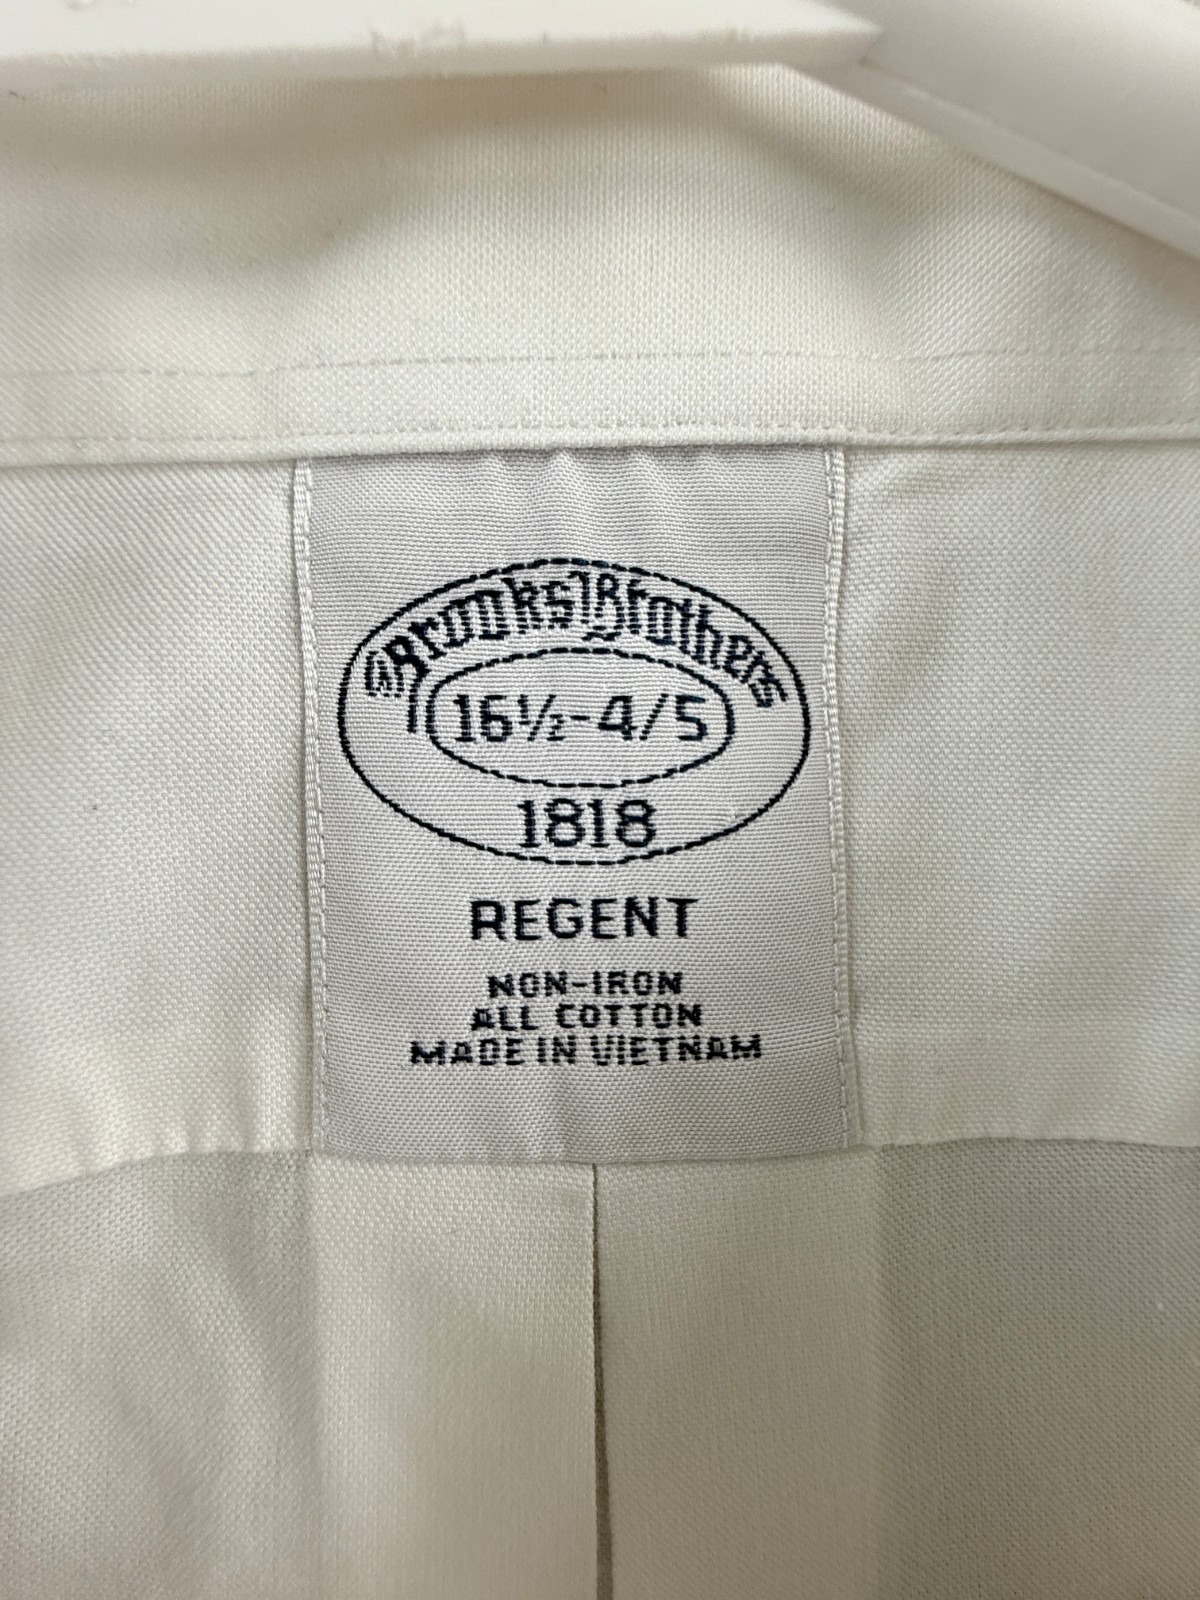 Brooks Brothers
16½-4/5
1818
REGENT
NON-IRON
ALL COTTON
MADE IN VIETNAM